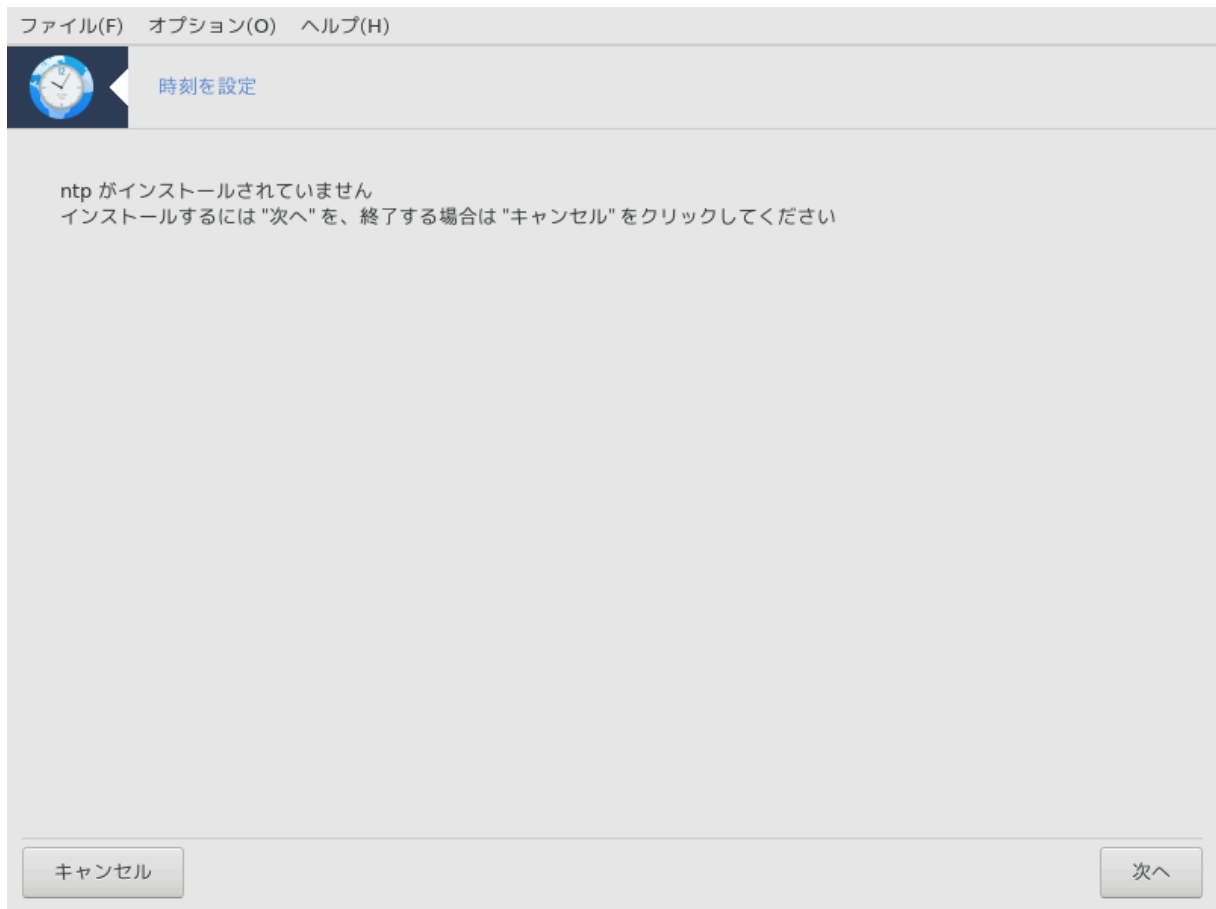 ファイル(F) オプション(O) ヘルプ(H)
時刻を設定
ntp がインストールされていません
インストールするには "次へ" を、終了する場合は "キャンセル" をクリックしてください
キャンセル
次へ